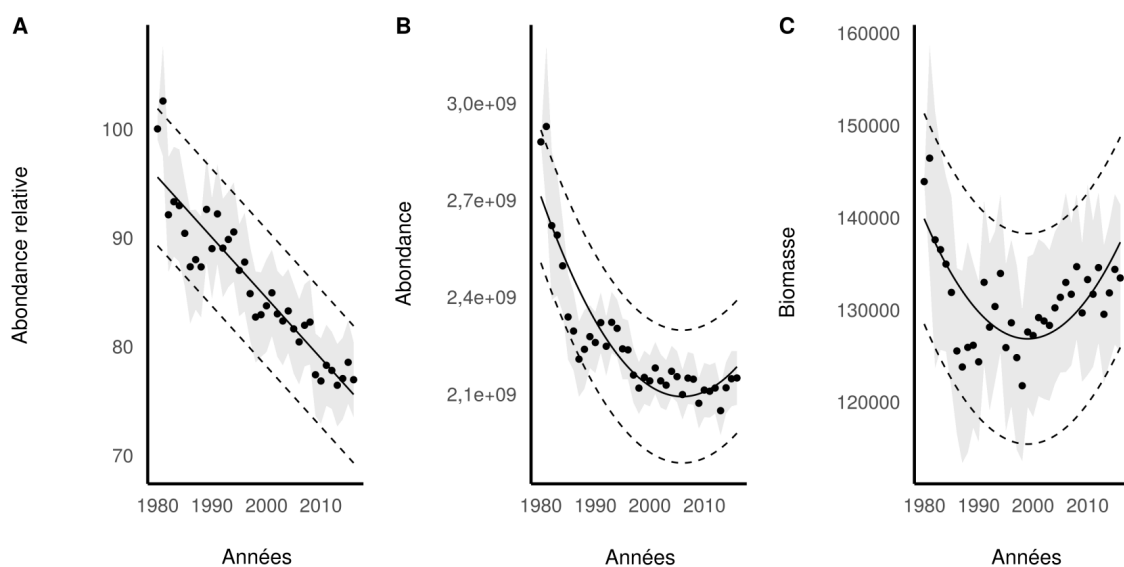 A
Abondance relative
100
90
80
70
1980 1990 2000 2010
Années
B
Abondance
3,0e+09
2,7e+09
2,4e+09
2,1e+09
1980 1990 2000 2010
Années
C
Biomasse
160000
150000
140000
130000
120000
1980 1990 2000 2010
Années